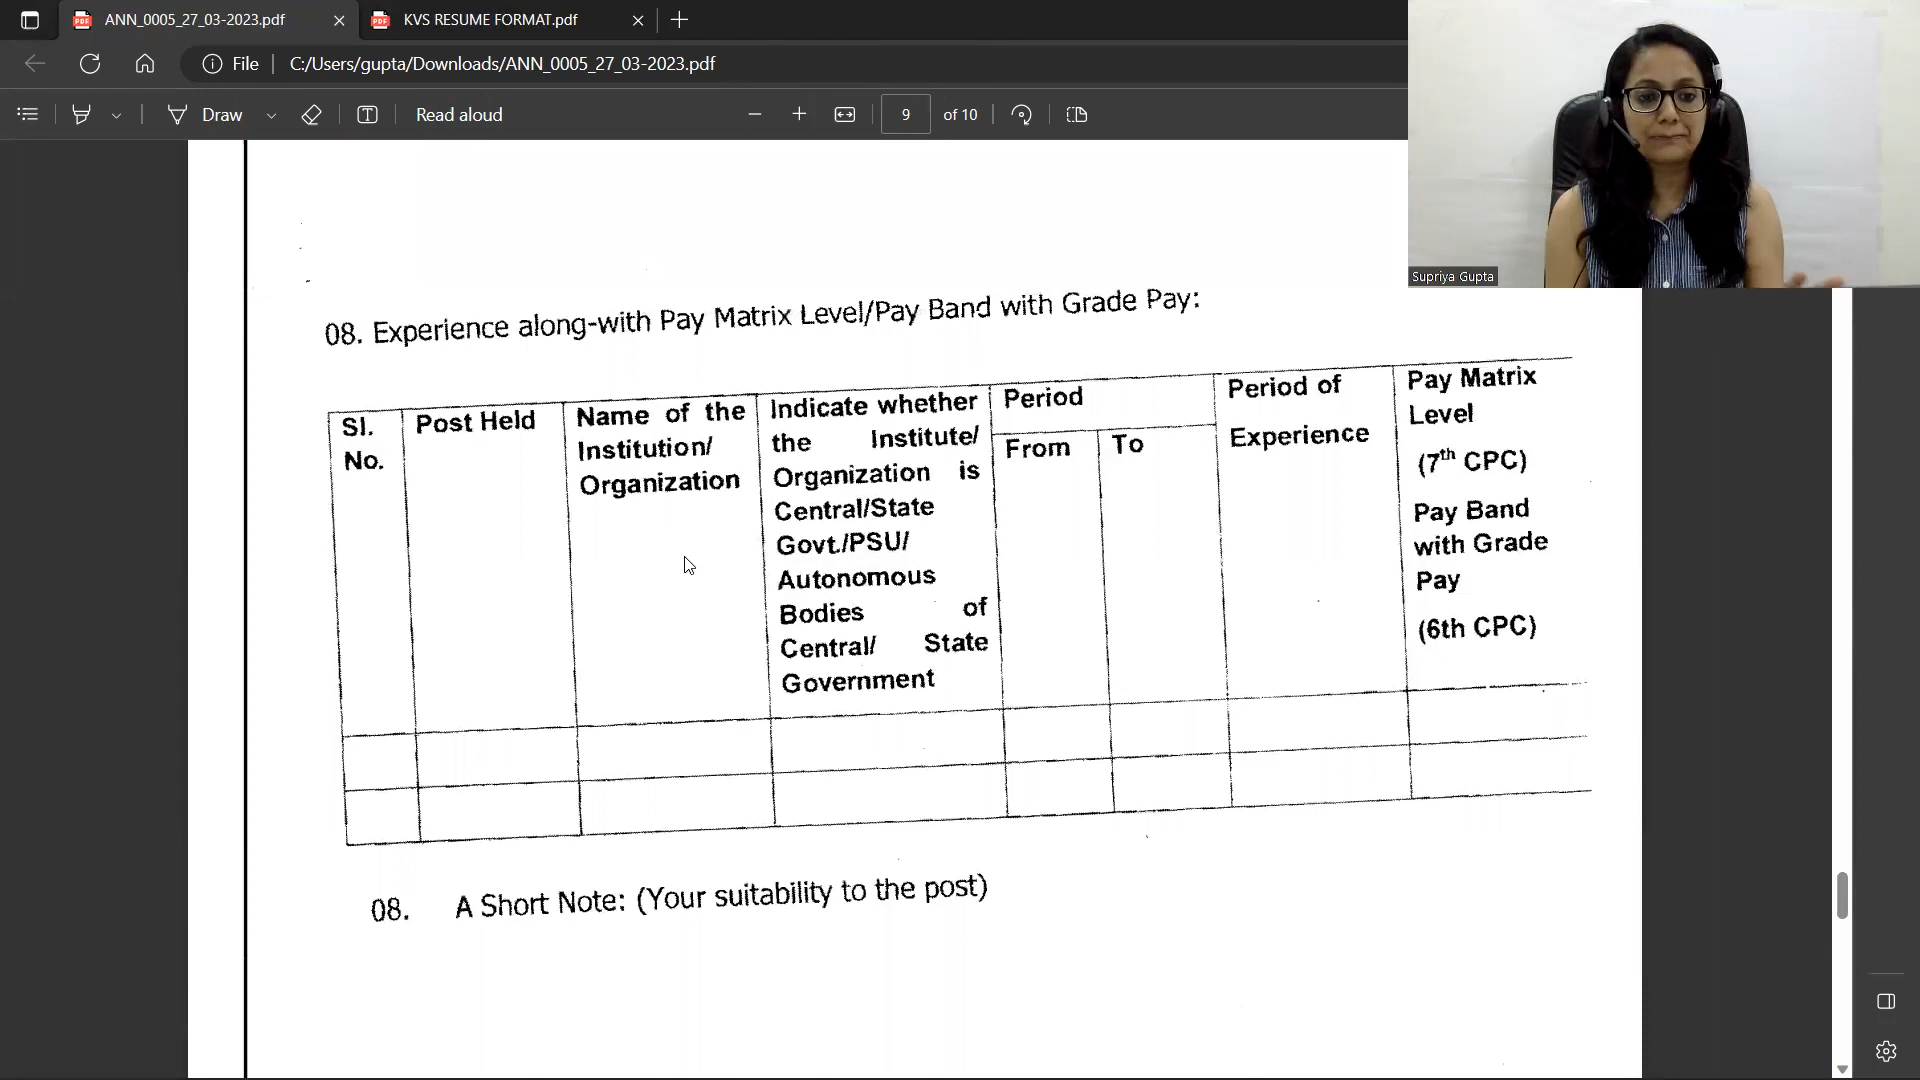 ANN_0005_27_03-2023.pdf
KVS RESUME FORMAT.pdf
File
C:/Users/gupta/Downloads/ANN_0005_27_03-2023.pdf
Draw
Read aloud
9
of 10
Supriya Gupta
08. Experience along-with Pay Matrix Level/Pay Band with Grade Pay:
Sl.
No.
Post Held
Name of the
Institution/
Organization
Indicate whether
the Institute/
Organization is
Central/State
Govt./PSU/
Autonomous
Bodies of
Central/ State
Government
Period
From
To
Period of
Experience
Pay Matrix
Level
(7th CPC)
Pay Band
with Grade
Pay
(6th CPC)
08. A Short Note: (Your suitability to the post)